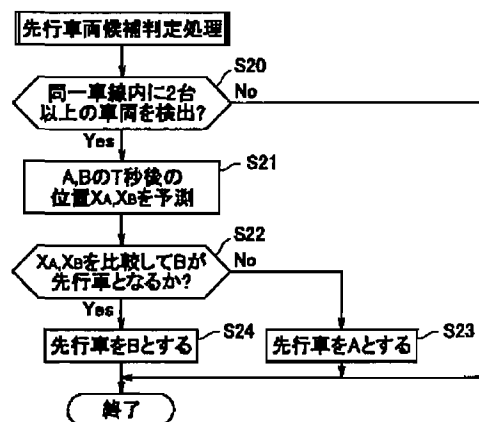 先行車両候補判定処理
S20
同一車線内に2台
以上の車両を検出?
No
Yes
S21
A,BのT秒後の
位置XA,XBを予測
S22
XA,XBを比較してBが
先行車となるか?
No
Yes
S24
先行車をBとする
S23
先行車をAとする
終了